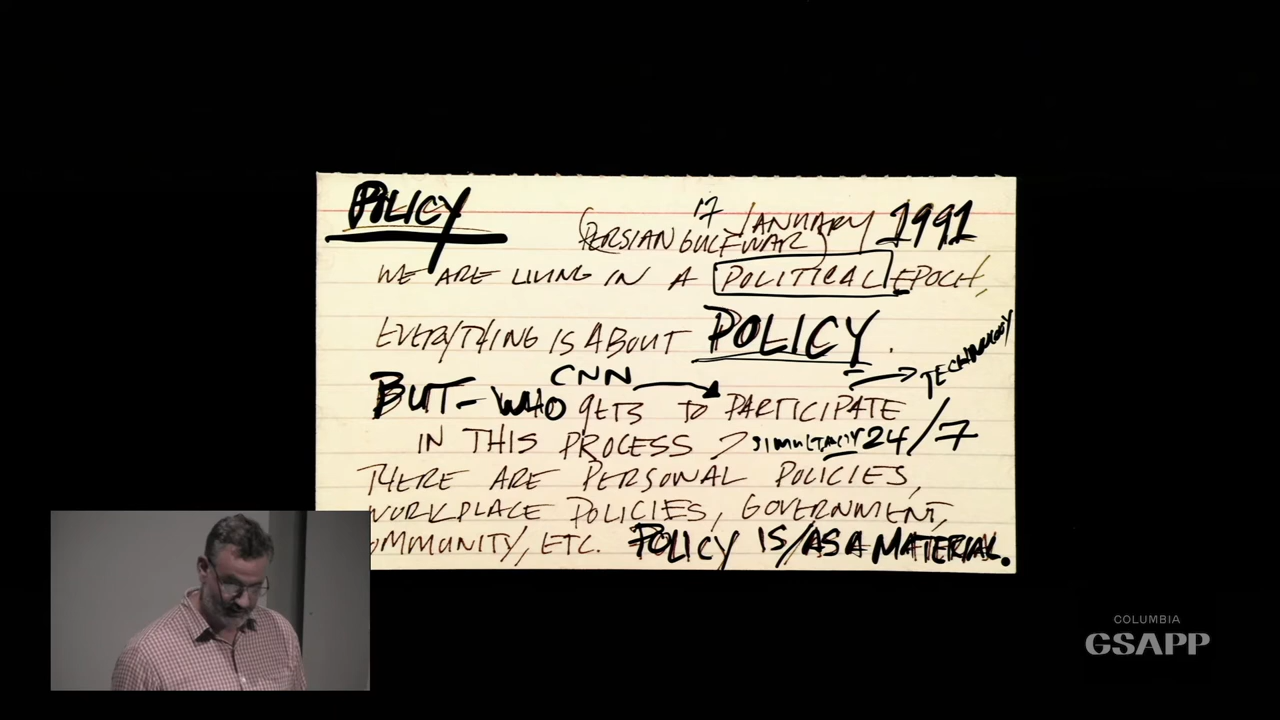 POLICY
17 JANUARY 1991
(PERSIAN GULF WAR)
WE ARE LIVING IN A POLITICAL EPOCH,
EVERYTHING IS ABOUT POLICY.
TECHNOLOGY
CNN
BUT - WHO gETS TO PARTICIPATE
IN THIS PROCESS ? 24/7
THERE ARE PERSONAL POLICIES,
WORKPLACE POLICIES, GOVERNMENT,
OMMUNITY, ETC. POLICY IS/AS A MATERIAL.
COLUMBIA
GSAPP